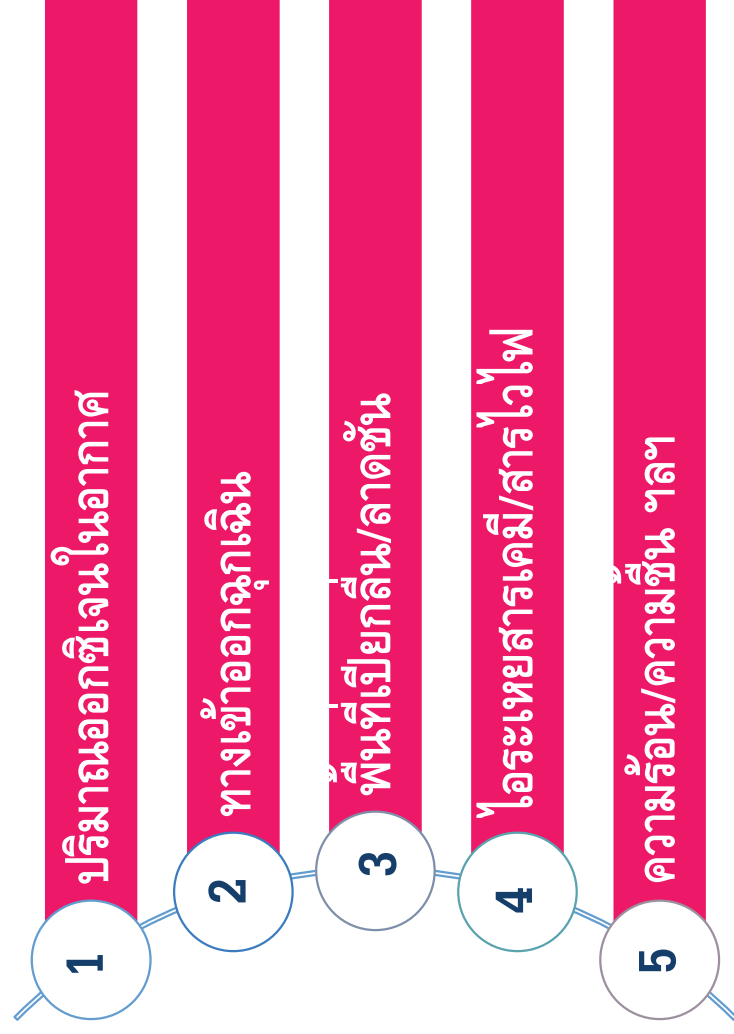 1 ปริมาณออกซิเจนในอากาศ
2 ทางเข้าออกฉุกเฉิน
3 พื้นที่เปียกลื่น/ลาดชัน
4 ไอระเหยสารเคมี/สารไวไฟ
5 ความร้อน/ความชื้น ฯลฯ